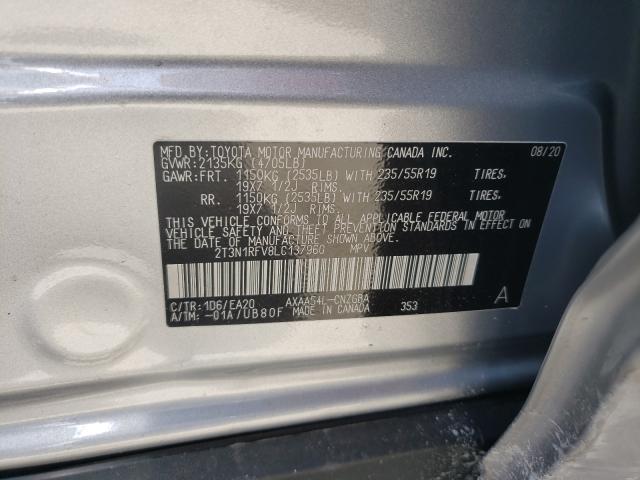 MFD.BY:TOYOTA MOTOR MANUFACTURING CANADA INC. 08/20
GVWR:2135KG (4705LB)
GAWR:FRT. 1150KG (2535LB) WITH 235/55R19 TIRES,
19X7 1/2J RIMS.
RR. 1150KG (2535LB) WITH 235/55R19 TIRES,
19X7 1/2J RIMS.
THIS VEHICLE CONFORMS TO ALL APPLICABLE FEDERAL MOTOR
VEHICLE SAFETY AND THEFT PREVENTION STANDARDS IN EFFECT
ON THE DATE OF MANUFACTURE SHOWN ABOVE.
2T3N1RFV8LC137960 MPV
C/TR:1D6/EA20 AXAA54L-CNZGBA A
A/TM:-01A/UB80F MADE IN CANADA 353